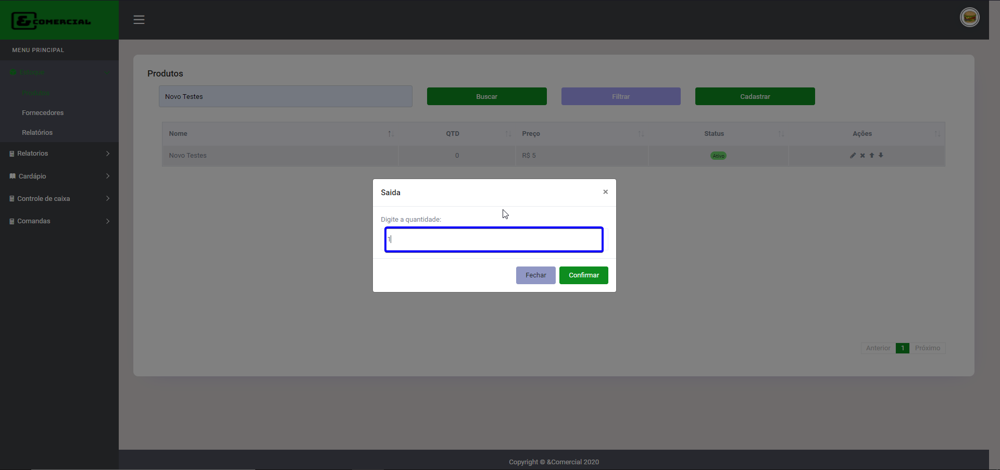 & COMERCIAL
MENU PRINCIPAL
Estoque
Produtos
Fornecedores
Relatórios
Relatorios
Cardápio
Controle de caixa
Comandas
Produtos
Novo Testes
Buscar
Filtrar
Cadastrar
Nome QTD Preço Status Ações
Novo Testes 0 R$ 5 Ativo
Saida ×
Digite a quantidade:
1
Fechar Confirmar
Anterior 1 Próximo
Copyright © &Comercial 2020